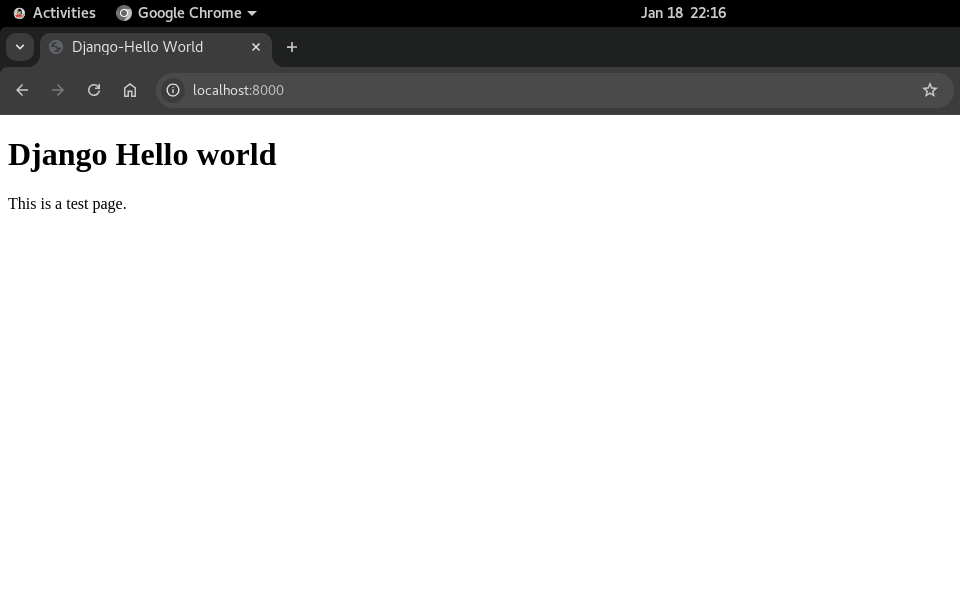 Activities Google Chrome Jan 18 22:16
Django-Hello World
localhost:8000
Django Hello world
This is a test page.